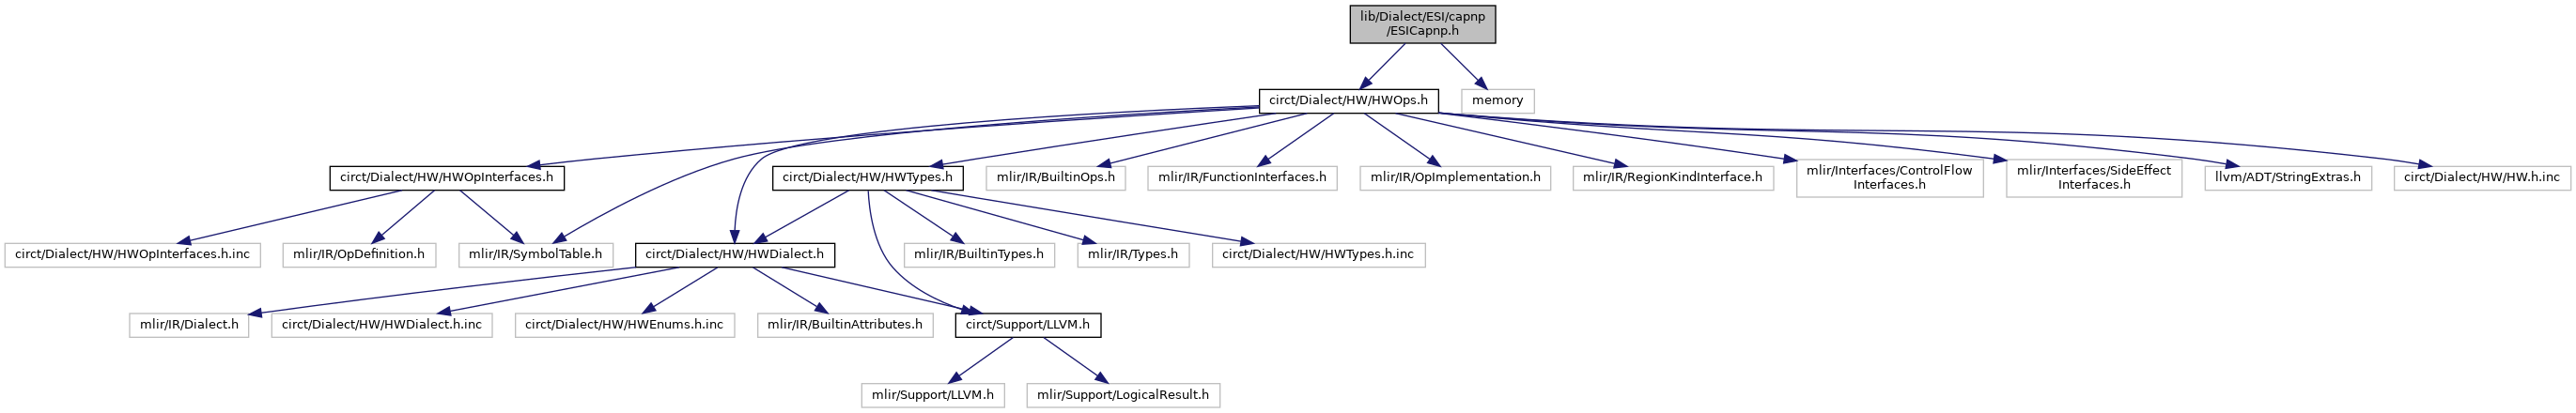 lib/Dialect/ESI/capnp
/ESICapnp.h
circt/Dialect/HW/HWOps.h
memory
circt/Dialect/HW/HWOpInterfaces.h
circt/Dialect/HW/HWTypes.h
mlir/IR/BuiltinOps.h
mlir/IR/FunctionInterfaces.h
mlir/IR/OpImplementation.h
mlir/IR/RegionKindInterface.h
mlir/Interfaces/ControlFlow
Interfaces.h
mlir/Interfaces/SideEffect
Interfaces.h
llvm/ADT/StringExtras.h
circt/Dialect/HW/HW.h.inc
circt/Dialect/HW/HWOpInterfaces.h.inc
mlir/IR/OpDefinition.h
mlir/IR/SymbolTable.h
circt/Dialect/HW/HWDialect.h
mlir/IR/BuiltinTypes.h
mlir/IR/Types.h
circt/Dialect/HW/HWTypes.h.inc
mlir/IR/Dialect.h
circt/Dialect/HW/HWDialect.h.inc
circt/Dialect/HW/HWEnums.h.inc
mlir/IR/BuiltinAttributes.h
circt/Support/LLVM.h
mlir/Support/LLVM.h
mlir/Support/LogicalResult.h